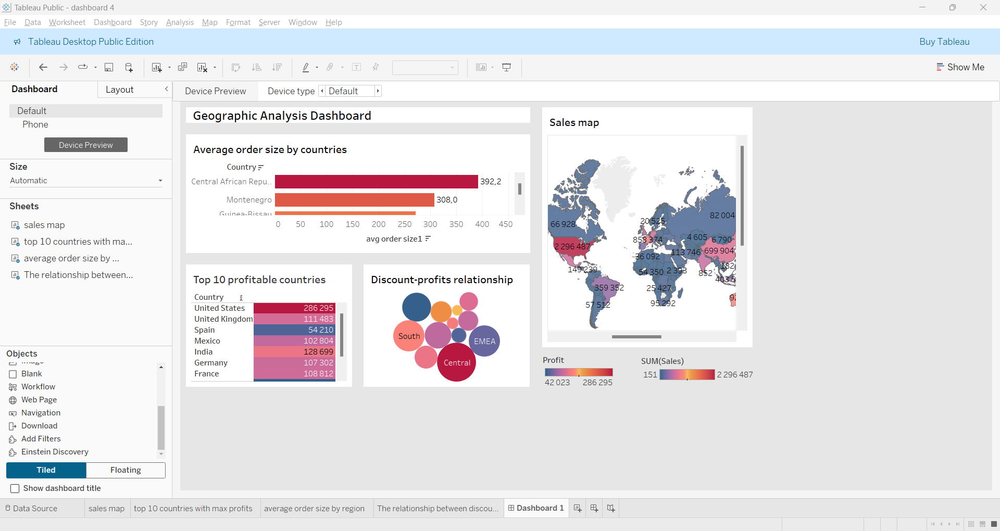 Tableau Public - dashboard 4
File Data Worksheet Dashboard Story Analysis Map Format Server Window Help
Tableau Desktop Public Edition
Buy Tableau
Show Me
Dashboard
Layout
Device Preview
Device type
Default
Default
Phone
Device Preview
Size
Automatic
Sheets
sales map
top 10 countries with ma...
average order size by ...
The relationship between...
Objects
Blank
Workflow
Web Page
Navigation
Download
Add Filters
Einstein Discovery
Tiled
Floating
Show dashboard title
Geographic Analysis Dashboard
Average order size by countries
Country
Central African Repu..
392,2
Montenegro
308,0
Guinea-Bissau
0 50 100 150 200 250 300 350 400 450
avg order size1
Top 10 profitable countries
Country
United States 286 295
United Kingdom 111 483
Spain 54 210
Mexico 102 804
India 128 699
Germany 107 302
France 108 812
Discount-profits relationship
South
EMEA
Central
Sales map
82 004
20 525
66 928
4 605
858 374
6 790
2 296 487
699 904
113 746
36 092
182
149 239
54 350
2 393
852
403 5
359 352
25 427
92
95 292
57 512
Profit
42 023
286 295
SUM(Sales)
151
2 296 487
Data Source
sales map
top 10 countries with max profits
average order size by region
The relationship between discou...
Dashboard 1